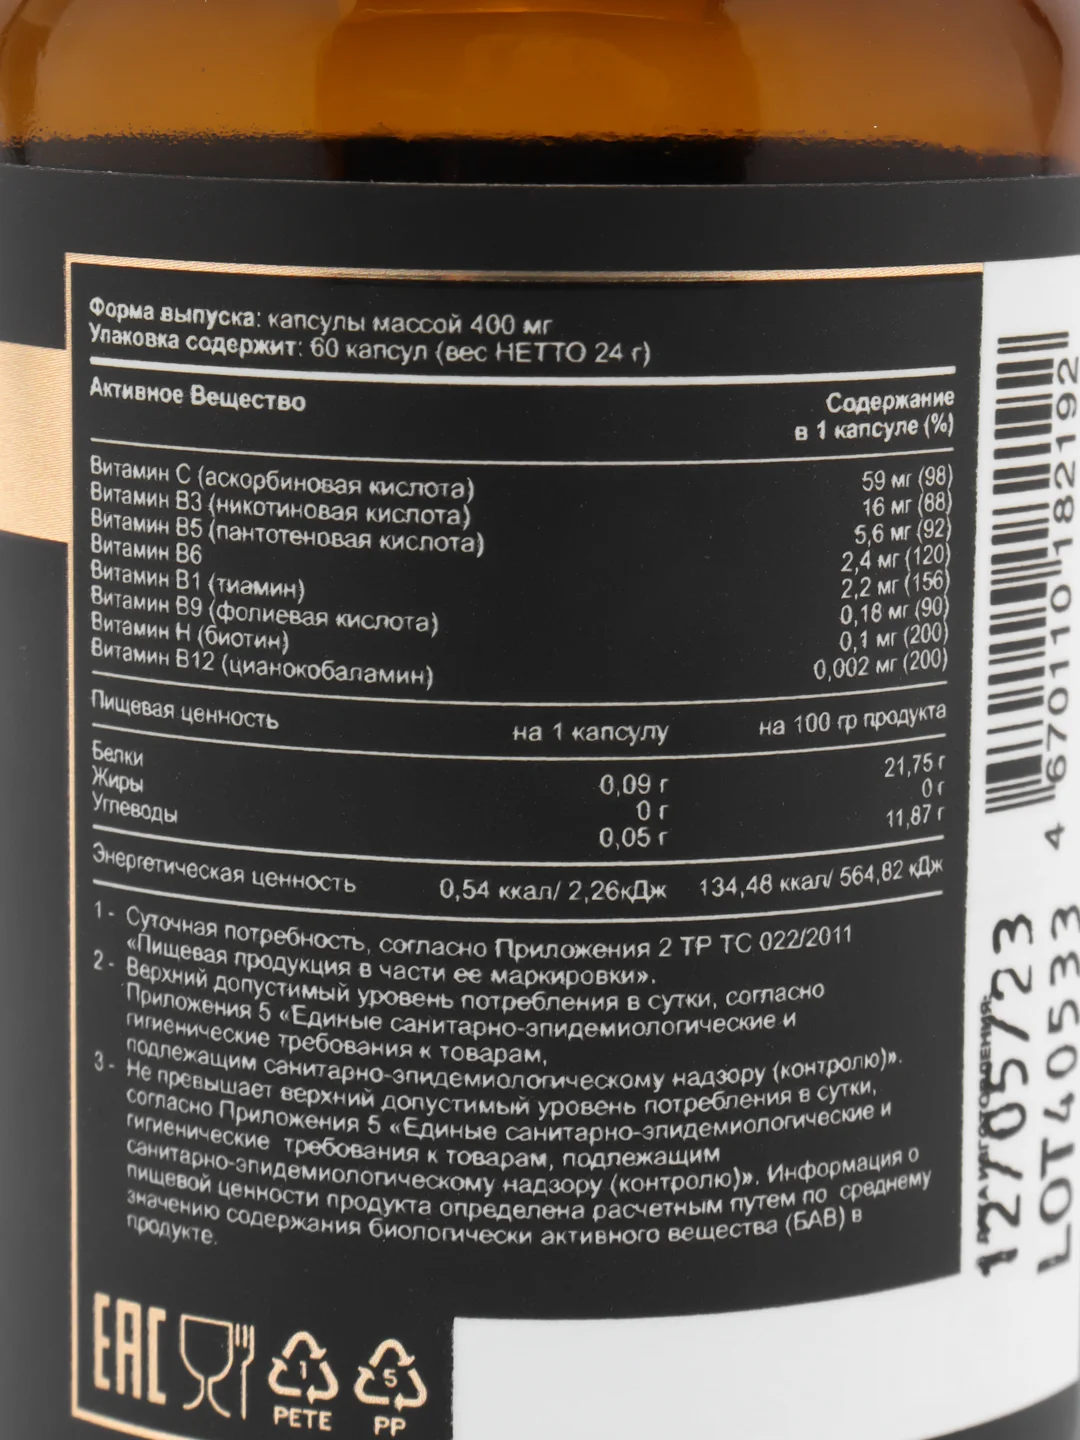 Форма выпуска: капсулы массой 400 мг
Упаковка содержит: 60 капсул (вес НЕТТО 24 г)
Активное Вещество
Содержание
в 1 капсуле (%)
Витамин С (аскорбиновая кислота) 59 мг (98)
Витамин В3 (никотиновая кислота) 16 мг (88)
Витамин В5 (пантотеновая кислота) 5,6 мг (92)
Витамин В6 2,4 мг (120)
Витамин В1 (тиамин) 2,2 мг (156)
Витамин В9 (фолиевая кислота) 0,18 мг (90)
Витамин Н (биотин) 0,1 мг (200)
Витамин В12 (цианокобаламин) 0,002 мг (200)
Пищевая ценность на 1 капсулу на 100 гр продукта
Белки 0,09 г 21,75 г
Жиры 0 г 0 г
Углеводы 0,05 г 11,87 г
Энергетическая ценность 0,54 ккал/ 2,26кДж 134,48 ккал/ 564,82 кДж
1 - Суточная потребность, согласно Приложения 2 ТР ТС 022/2011
«Пищевая продукция в части ее маркировки».
2 - Верхний допустимый уровень потребления в сутки, согласно
Приложения 5 «Единые санитарно-эпидемиологические и
гигиенические требования к товарам,
подлежащим санитарно-эпидемиологическому надзору (контролю)».
3 - Не превышает верхний допустимый уровень потребления в сутки,
согласно Приложения 5 «Единые санитарно-эпидемиологические и
гигиенические требования к товарам, подлежащим
санитарно-эпидемиологическому надзору (контролю)». Информация о
пищевой ценности продукта определена расчетным путем по среднему
значению содержания биологически активного вещества (БАВ) в
продукте.
EAC
1
PETE
5
PP
4 670110 182192
12/05/23
LOT40533